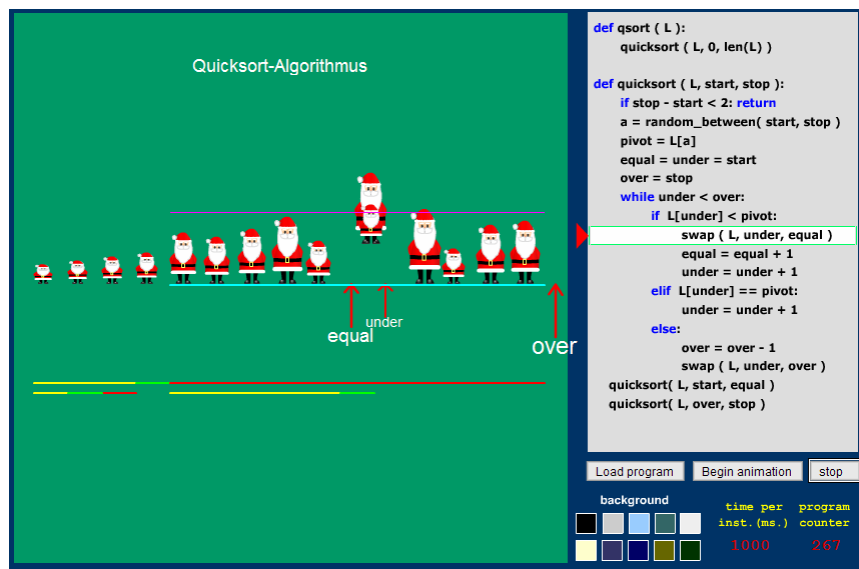 Quicksort-Algorithmus
equal
under
over
def qsort ( L ):
quicksort ( L, 0, len(L) )
def quicksort ( L, start, stop ):
if stop - start < 2: return
a = random_between( start, stop )
pivot = L[a]
equal = under = start
over = stop
while under < over:
if L[under] < pivot:
swap ( L, under, equal )
equal = equal + 1
under = under + 1
elif L[under] == pivot:
under = under + 1
else:
over = over - 1
swap ( L, under, over )
quicksort( L, start, equal )
quicksort( L, over, stop )
Load program
Begin animation
stop
background
time per
inst.(ms.)
1000
program
counter
267